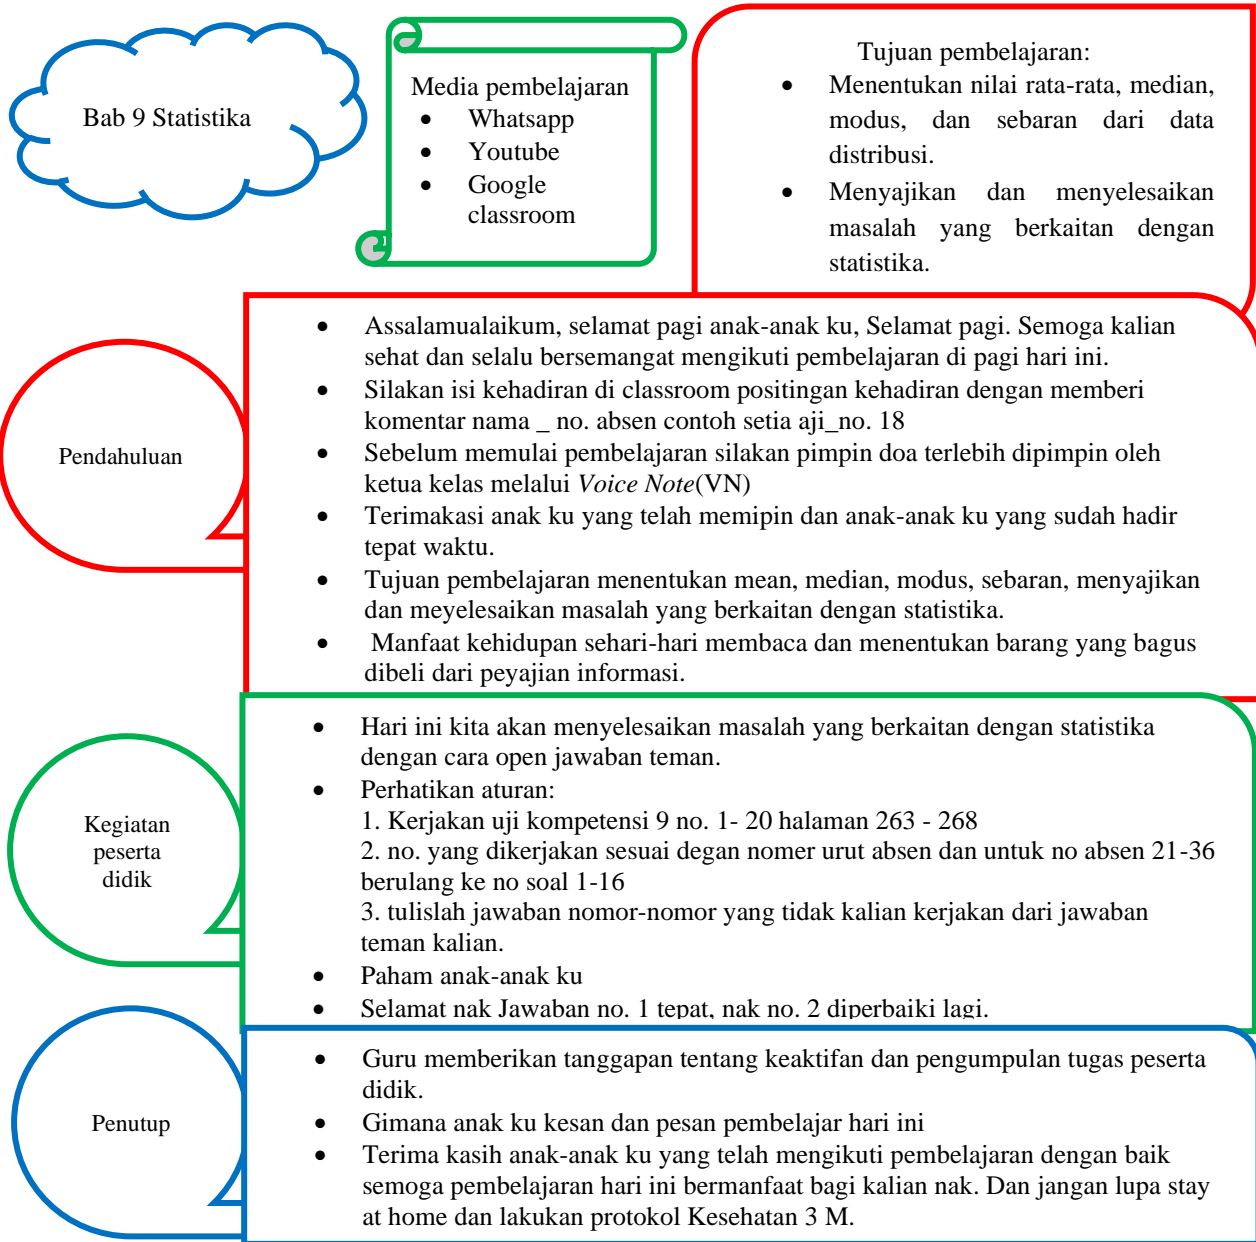 Bab 9 Statistika
Media pembelajaran
• Whatsapp
• Youtube
• Google
classroom
Tujuan pembelajaran:
• Menentukan nilai rata-rata, median,
modus, dan sebaran dari data
distribusi.
• Menyajikan dan menyelesaikan
masalah yang berkaitan dengan
statistika.
Pendahuluan
• Assalamualaikum, selamat pagi anak-anak ku, Selamat pagi. Semoga kalian
sehat dan selalu bersemangat mengikuti pembelajaran di pagi hari ini.
• Silakan isi kehadiran di classroom positingan kehadiran dengan memberi
komentar nama _ no. absen contoh setia aji_no. 18
• Sebelum memulai pembelajaran silakan pimpin doa terlebih dipimpin oleh
ketua kelas melalui Voice Note(VN)
• Terimakasi anak ku yang telah memipin dan anak-anak ku yang sudah hadir
tepat waktu.
• Tujuan pembelajaran menentukan mean, median, modus, sebaran, menyajikan
dan meyelesaikan masalah yang berkaitan dengan statistika.
• Manfaat kehidupan sehari-hari membaca dan menentukan barang yang bagus
dibeli dari peyajian informasi.
Kegiatan
peserta
didik
• Hari ini kita akan menyelesaikan masalah yang berkaitan dengan statistika
dengan cara open jawaban teman.
• Perhatikan aturan:
1. Kerjakan uji kompetensi 9 no. 1- 20 halaman 263 - 268
2. no. yang dikerjakan sesuai degan nomer urut absen dan untuk no absen 21-36
berulang ke no soal 1-16
3. tulislah jawaban nomor-nomor yang tidak kalian kerjakan dari jawaban
teman kalian.
• Paham anak-anak ku
• Selamat nak Jawaban no. 1 tepat, nak no. 2 diperbaiki lagi.
Penutup
• Guru memberikan tanggapan tentang keaktifan dan pengumpulan tugas peserta
didik.
• Gimana anak ku kesan dan pesan pembelajar hari ini
• Terima kasih anak-anak ku yang telah mengikuti pembelajaran dengan baik
semoga pembelajaran hari ini bermanfaat bagi kalian nak. Dan jangan lupa stay
at home dan lakukan protokol Kesehatan 3 M.